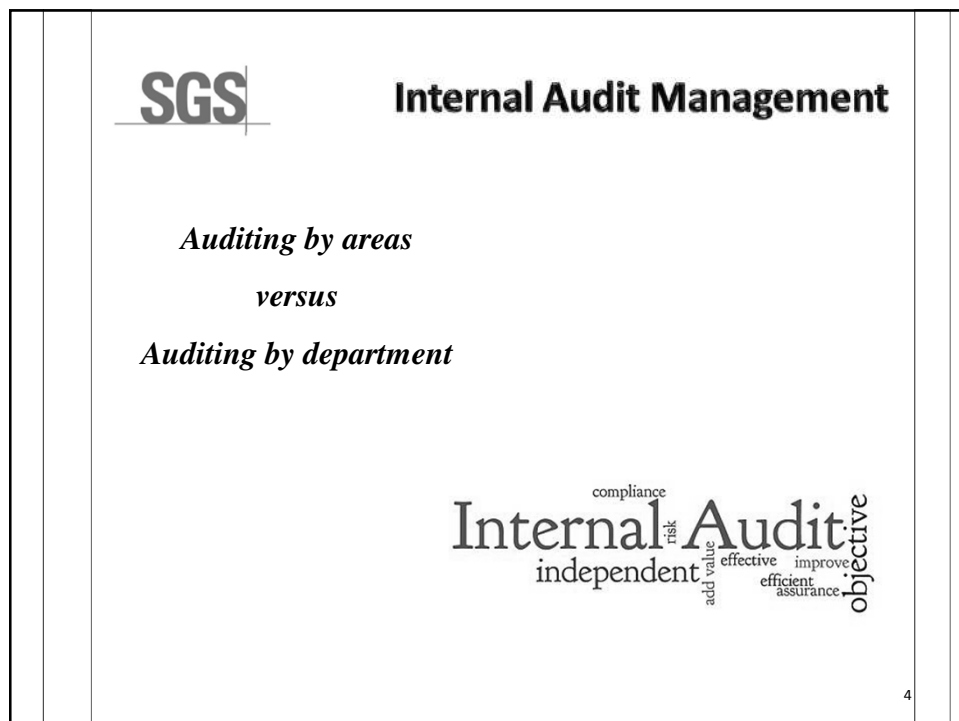 SGS
Internal Audit Management
Auditing by areas
versus
Auditing by department
compliance
Internal
risk
Audit
objective
independent
add value
effective
improve
efficient
assurance
4